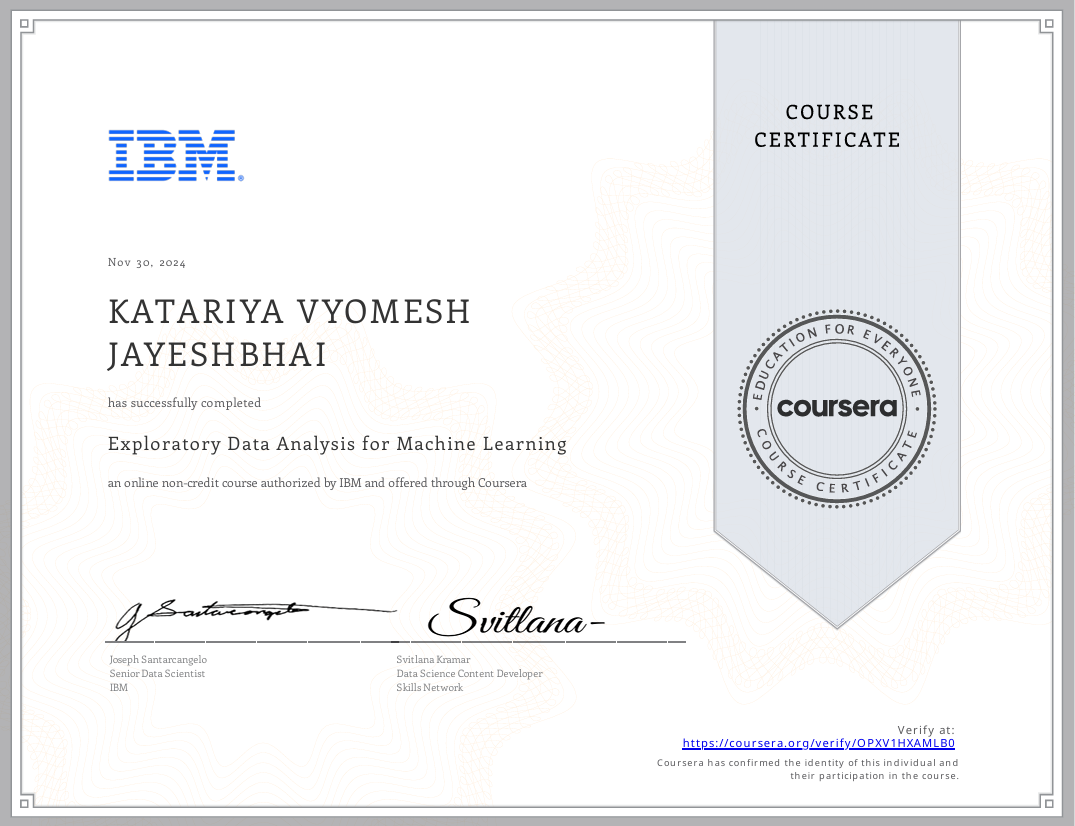 COURSE
CERTIFICATE
IBM®
Nov 30, 2024
KATARIYA VYOMESH
JAYESHBHAI
has successfully completed
Exploratory Data Analysis for Machine Learning
an online non-credit course authorized by IBM and offered through Coursera
EDUCATION FOR EVERYONE
coursera
COURSE CERTIFICATE
J Santarcangelo
Svitlana-
Joseph Santarcangelo
Senior Data Scientist
IBM
Svitlana Kramar
Data Science Content Developer
Skills Network
Verify at:
https://coursera.org/verify/OPXV1HXAMLB0
Coursera has confirmed the identity of this individual and
their participation in the course.